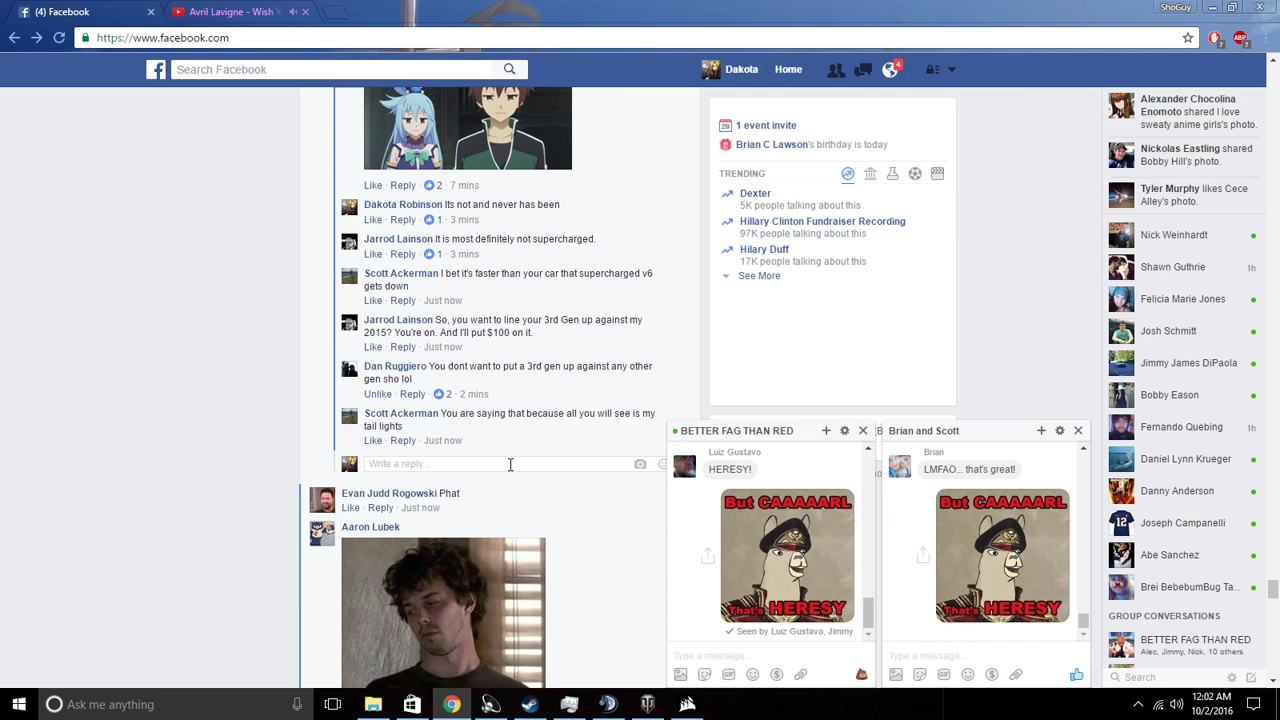 ShoGuy
(4) Facebook
Avril Lavigne - Wish Y
https://www.facebook.com
7
7
Search Facebook
Dakota
Home
4
Like · Reply · 2 · 7 mins
Dakota Robinson Its not and never has been
Like · Reply · 1 · 3 mins
Jarrod Lainson It is most definitely not supercharged.
Like · Reply · 1 · 3 mins
Scott Ackerman I bet it's faster than your car that supercharged v6
gets down
Like · Reply · Just now
Jarrod Lainson So, you want to line your 3rd Gen up against my
2015? You're on. And I'll put $100 on it.
Like · Reply · Just now
Dan Ruggiero You dont want to put a 3rd gen up against any other
gen sho lol
Unlike · Reply · 2 · 2 mins
Scott Ackerman You are saying that because all you will see is my
tail lights
Like · Reply · Just now
Write a reply...
Evan Judd Rogowski Phat
Like · Reply · Just now
Aaron Lubek
1 event invite
Brian C Lawson's birthday is today
TRENDING
Dexter
5K people talking about this
Hillary Clinton Fundraiser Recording
97K people talking about this
Hilary Duff
17K people talking about this
See More
BETTER FAG THAN RED
Luiz Gustavo
HERESY!
But CAAAAARL
That's HERESY
Seen by Luiz Gustavo, Jimmy
Type a message...
Brian and Scott
Brian
LMFAO... that's great!
But CAAAAARL
That's HERESY
Type a message...
Alexander Chocolina
Enomoto shared I love
sweaty anime girls's photo.
Nickolas Eastling shared
Bobby Hill's photo.
Tyler Murphy likes Cece
Alley's photo.
Nick Weinhardt
Shawn Guthrie 1h
Felicia Marie Jones
Josh Schmitt
Jimmy James DiPaola
Bobby Eason
Fernando Quebing 1h
Daniel Lynn Krueger
Danny Anderson
Joseph Campanelli
Abe Sanchez
Brei BebebumBug Ta...
GROUP CONVERSATIONS
BETTER FAG THAN RED
Alec, Jimmy, Nick, 10 others
Search
Ask me anything
12:02 AM
10/2/2016